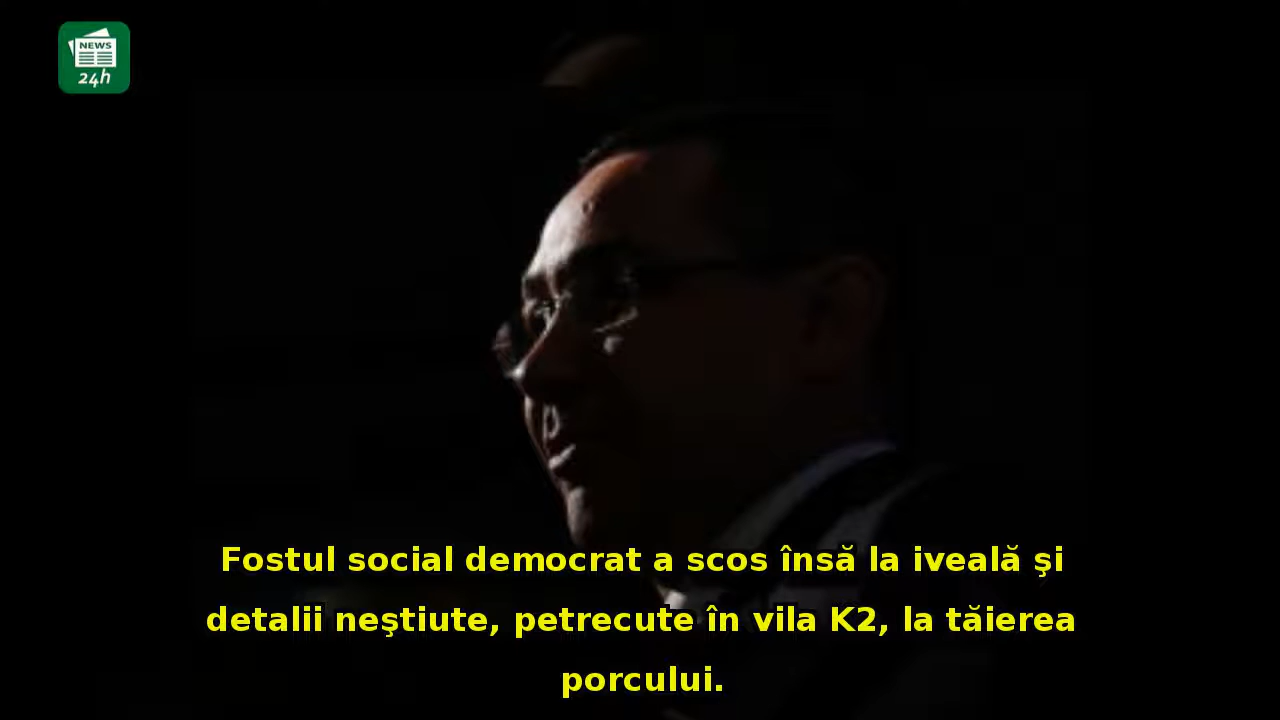 NEWS
24h
Fostul social democrat a scos însă la iveală şi
detalii neştiute, petrecute în vila K2, la tăierea
porcului.